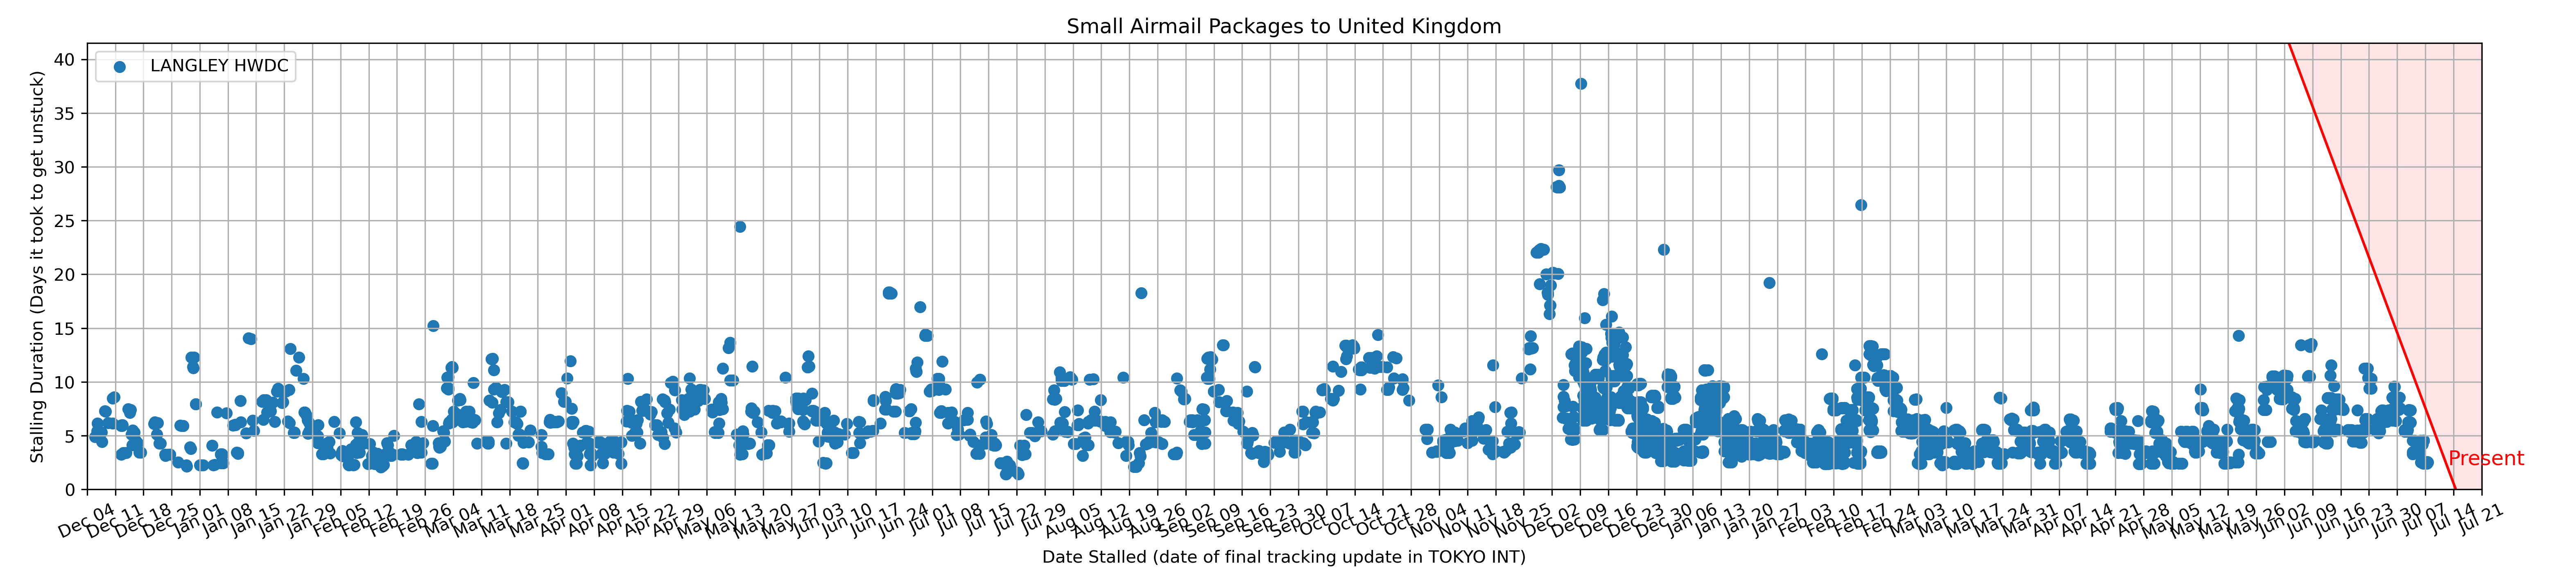 Small Airmail Packages to United Kingdom
LANGLEY HWDC
Stalling Duration (Days it took to get unstuck)
40
35
30
25
20
15
10
5
0
Present
Dec 04
Dec 11
Dec 18
Dec 25
Jan 01
Jan 08
Jan 15
Jan 22
Jan 29
Feb 05
Feb 12
Feb 19
Feb 26
Mar 04
Mar 11
Mar 18
Mar 25
Apr 01
Apr 08
Apr 15
Apr 22
Apr 29
May 06
May 13
May 20
May 27
Jun 03
Jun 10
Jun 17
Jun 24
Jul 01
Jul 08
Jul 15
Jul 22
Jul 29
Aug 05
Aug 12
Aug 19
Aug 26
Sep 02
Sep 09
Sep 16
Sep 23
Sep 30
Oct 07
Oct 14
Oct 21
Oct 28
Nov 04
Nov 11
Nov 18
Nov 25
Dec 02
Dec 09
Dec 16
Dec 23
Dec 30
Jan 06
Jan 13
Jan 20
Jan 27
Feb 03
Feb 10
Feb 17
Feb 24
Mar 03
Mar 10
Mar 17
Mar 24
Mar 31
Apr 07
Apr 14
Apr 21
Apr 28
May 05
May 12
May 19
May 26
Jun 02
Jun 09
Jun 16
Jun 23
Jun 30
Jul 07
Jul 14
Jul 21
Date Stalled (date of final tracking update in TOKYO INT)